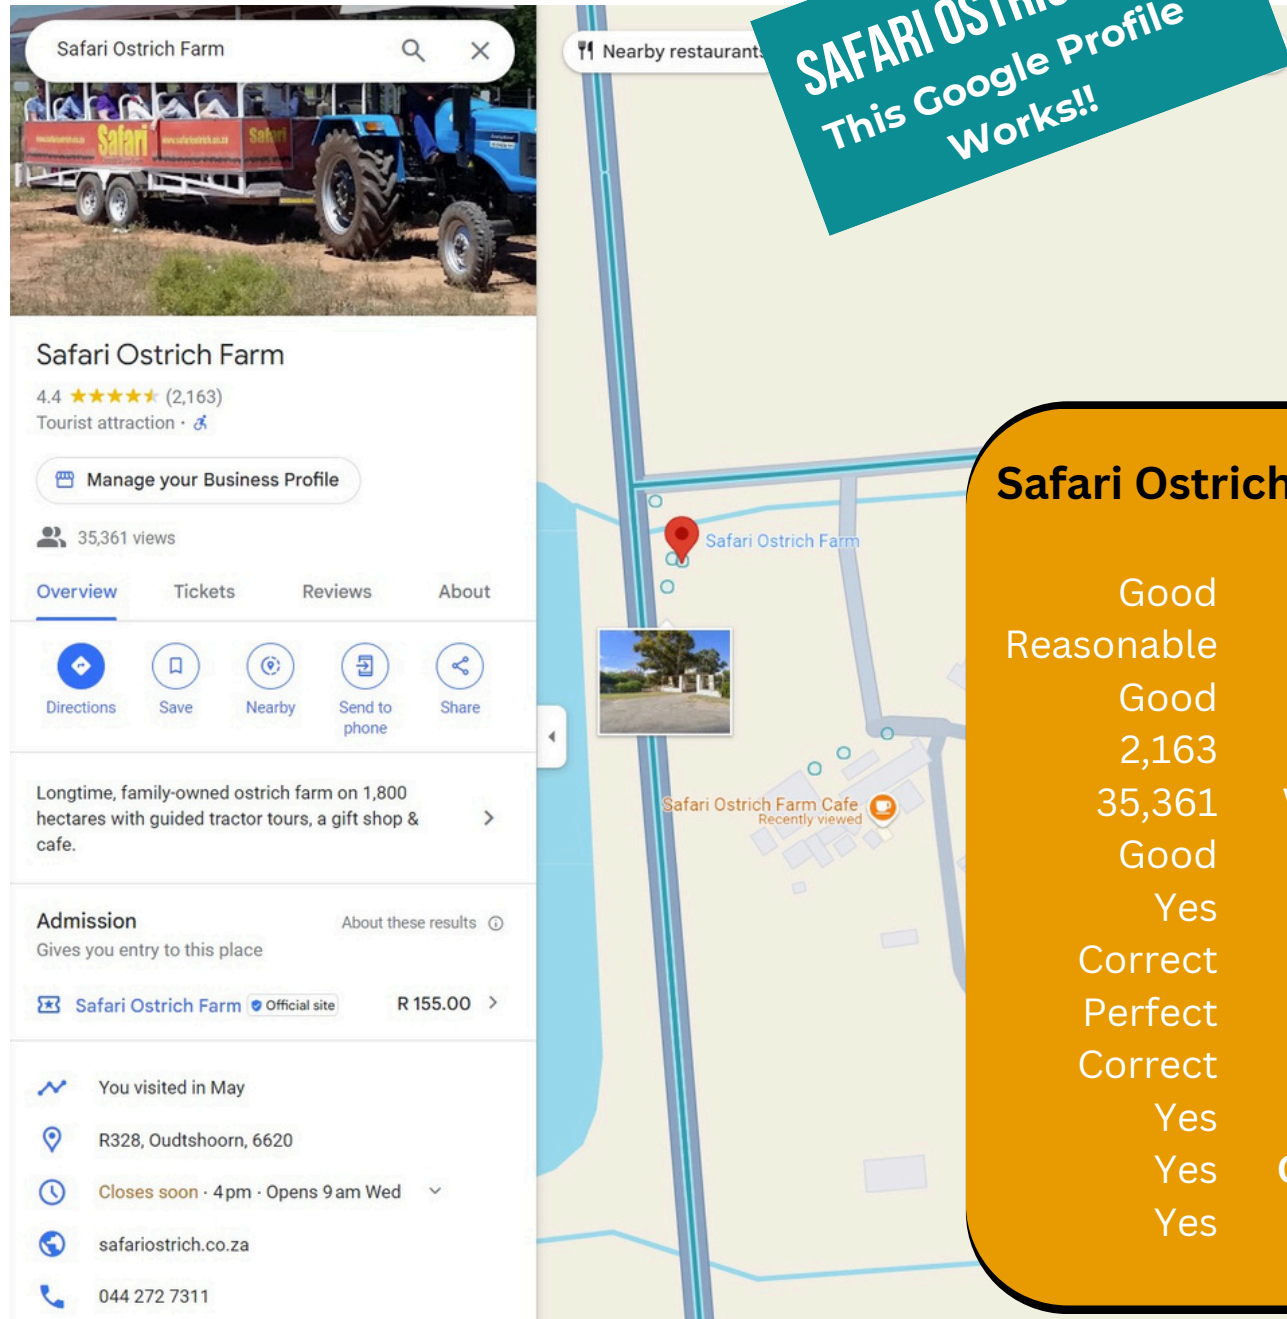 Safari Ostrich Farm
Nearby restaurants
SAFARI OSTRICH
This Google Profile
Works!!
Safari
Safari
Safari Ostrich Farm
4.4 (2,163)
Tourist attraction ·
Manage your Business Profile
35,361 views
Overview Tickets Reviews About
Directions Save Nearby Send to phone Share
Longtime, family-owned ostrich farm on 1,800
hectares with guided tractor tours, a gift shop &
cafe.
Admission About these results
Gives you entry to this place
Safari Ostrich Farm Official site R 155.00
You visited in May
R328, Oudtshoorn, 6620
Closes soon · 4 pm · Opens 9 am Wed
safariostrich.co.za
044 272 7311
Safari Ostrich Farm
Safari Ostrich Farm Cafe
Recently viewed
Safari Ostrich
Good
Reasonable
Good
2,163
35,361
Good
Yes
Correct
Perfect
Correct
Yes
Yes
Yes